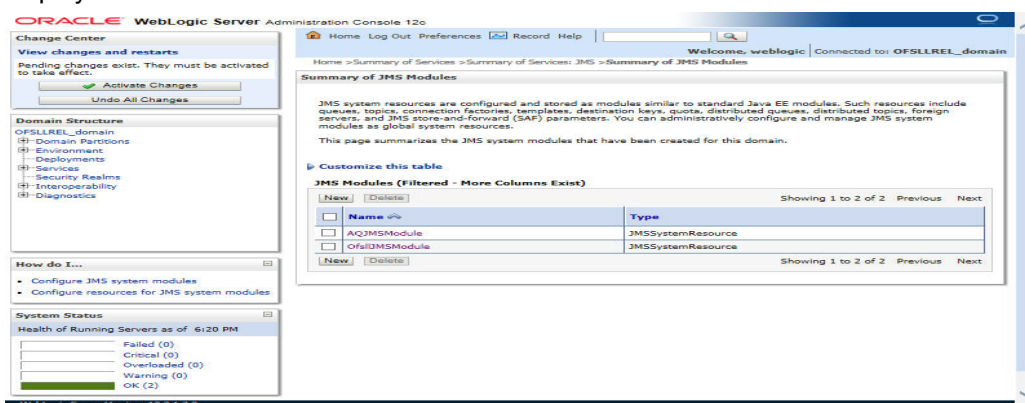 ORACLE WebLogic Server Administration Console 12c
Change Center
View changes and restarts
Pending changes exist. They must be activated
to take effect.
Activate Changes
Undo All Changes
Domain Structure
OFSLLREL_domain
Domain Partitions
Environment
Deployments
Services
Security Realms
Interoperability
Diagnostics
How do I...
Configure JMS system modules
Configure resources for JMS system modules
System Status
Health of Running Servers as of 6:20 PM
Failed (0)
Critical (0)
Overloaded (0)
Warning (0)
OK (2)
Home Log Out Preferences Record Help
Welcome, weblogic Connected to: OFSLLREL_domain
Home >Summary of Services >Summary of Services: JMS >Summary of JMS Modules
Summary of JMS Modules
JMS system resources are configured and stored as modules similar to standard Java EE modules. Such resources include
queues, topics, connection factories, templates, destination keys, quota, distributed queues, distributed topics, foreign
servers, and JMS store-and-forward (SAF) parameters. You can administratively configure and manage JMS system
modules as global system resources.
This page summarizes the JMS system modules that have been created for this domain.
Customize this table
JMS Modules (Filtered - More Columns Exist)
New Delete Showing 1 to 2 of 2 Previous Next
Name Type
AQJMSModule JMSSystemResource
OfsllJMSModule JMSSystemResource
New Delete Showing 1 to 2 of 2 Previous Next